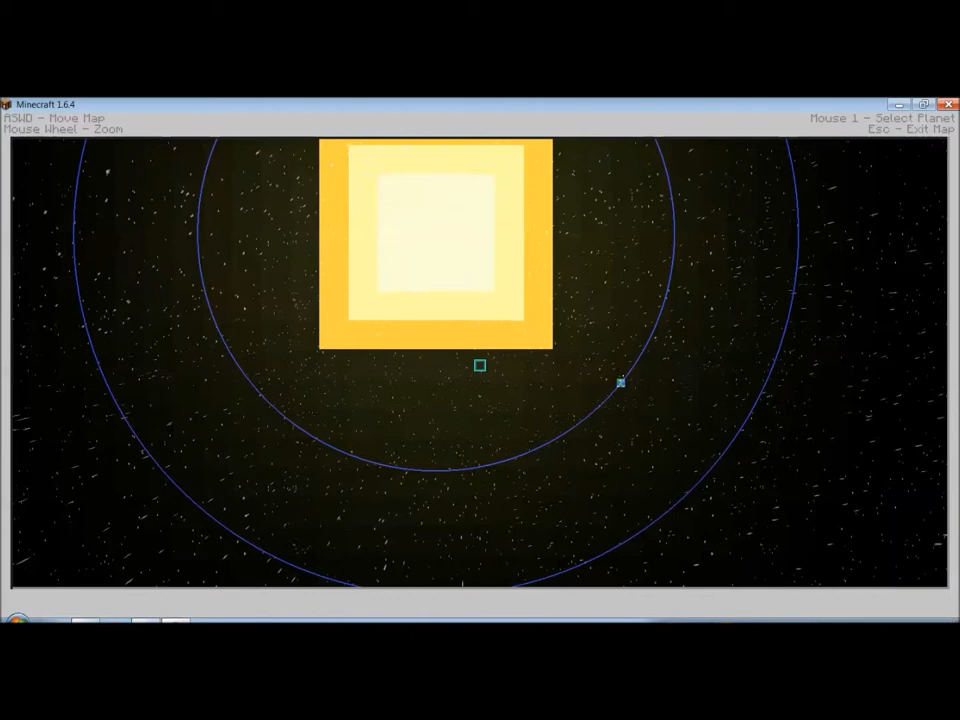 Minecraft 1.6.4
ASWD - Move Map
Mouse Wheel - Zoom
Mouse 1 - Select Planet
Esc - Exit Map